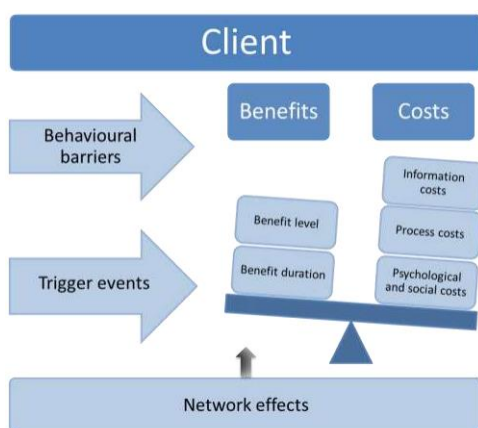 Client
Benefits
Costs
Behavioural
barriers
Information
costs
Benefit level
Process costs
Trigger events
Benefit duration
Psychological
and social costs
Network effects